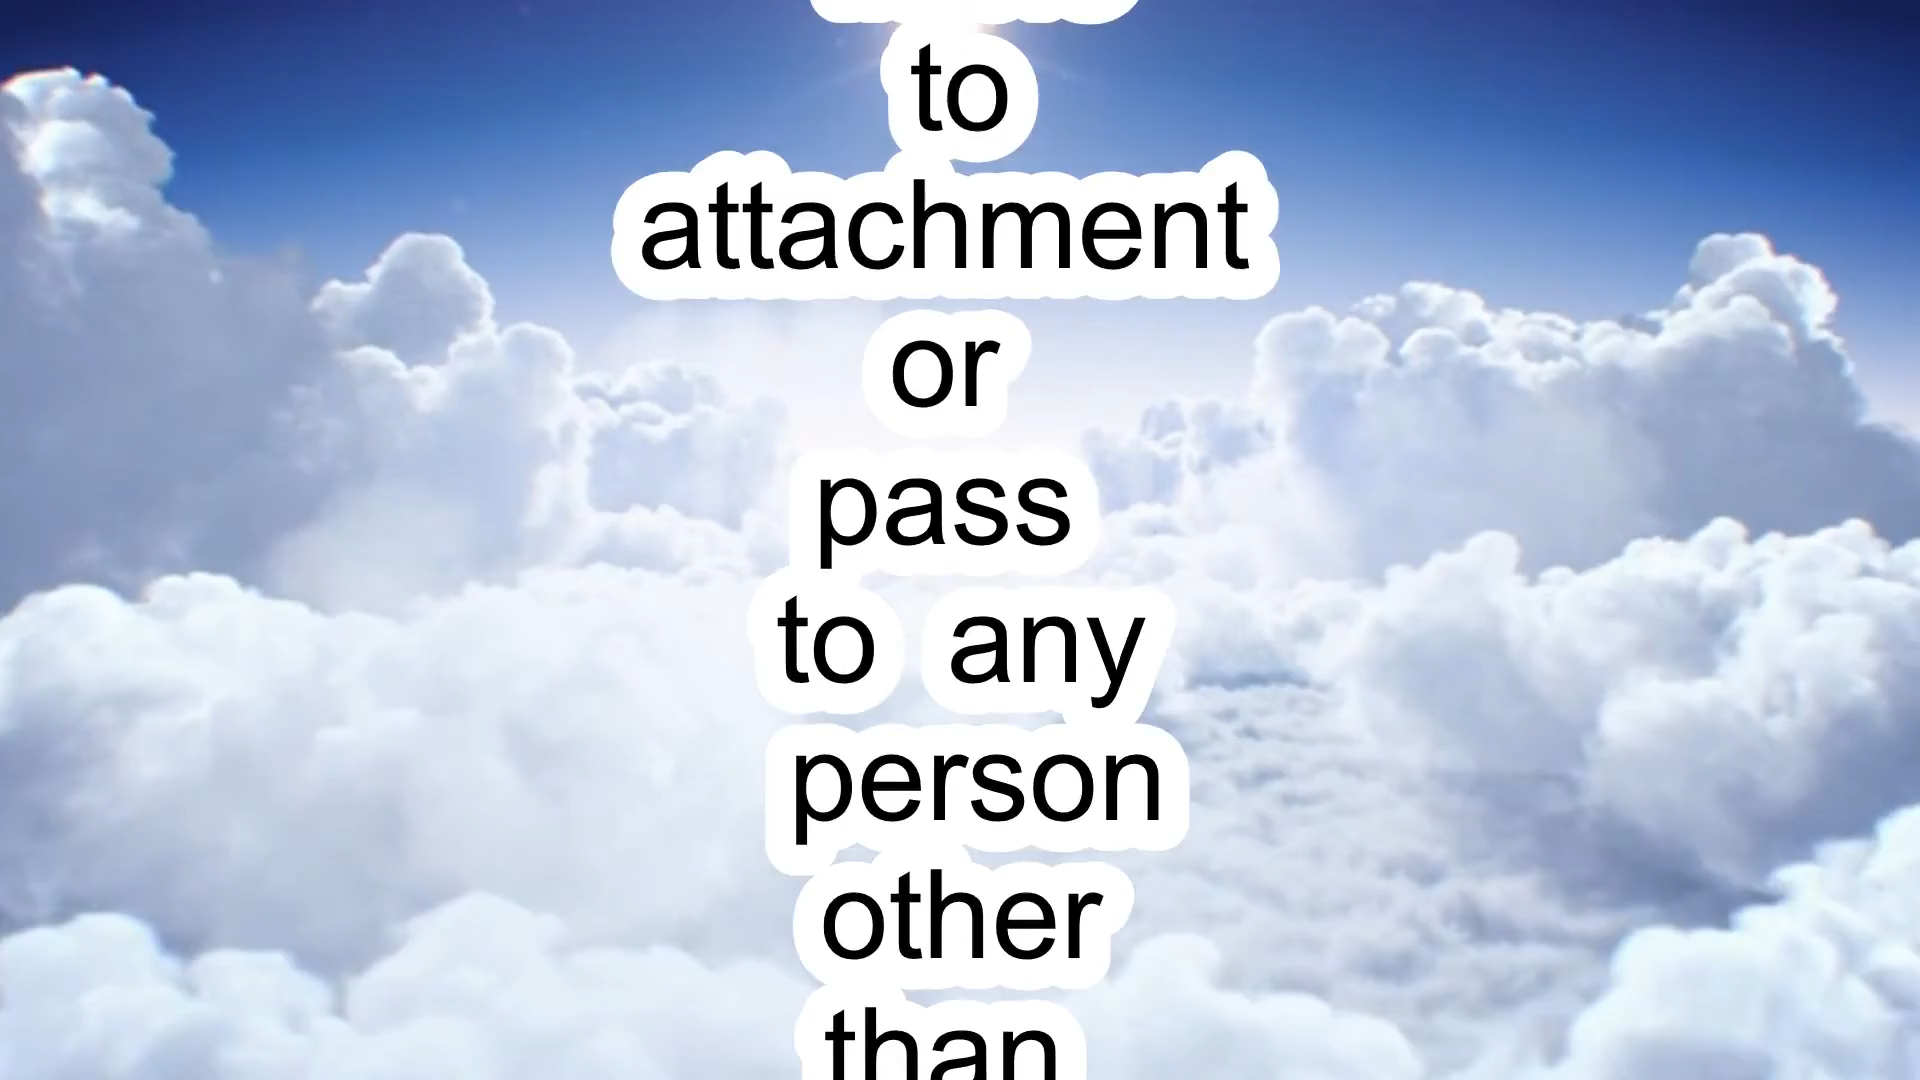 to
attachment
or
pass
to any
person
other
than